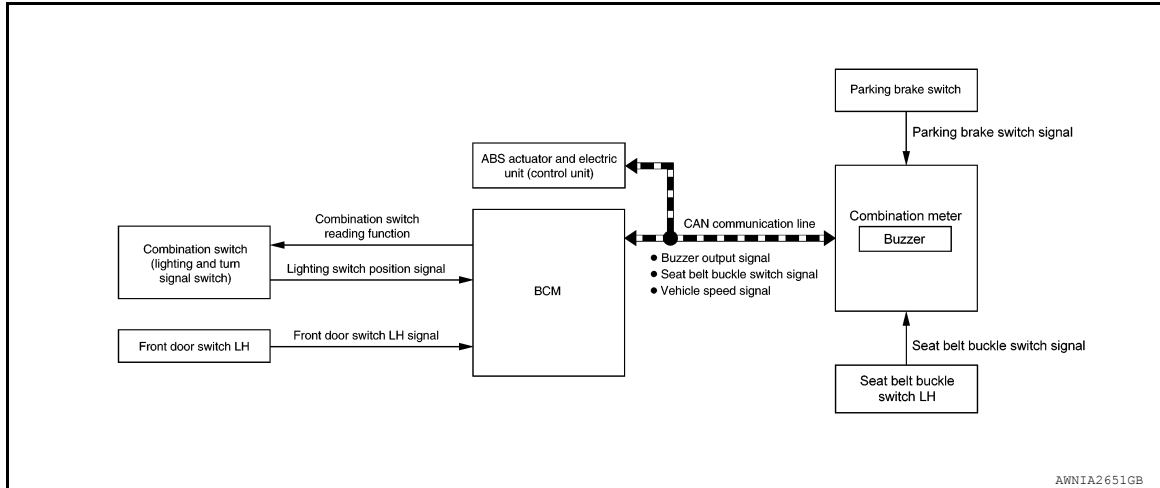 Parking brake switch
Parking brake switch signal
ABS actuator and electric
unit (control unit)
Combination switch
reading function
CAN communication line
Combination meter
Buzzer
Combination switch
(lighting and turn
signal switch)
Lighting switch position signal
BCM
● Buzzer output signal
● Seat belt buckle switch signal
● Vehicle speed signal
Front door switch LH
Front door switch LH signal
Seat belt buckle switch signal
Seat belt buckle
switch LH
AWNIA2651GB